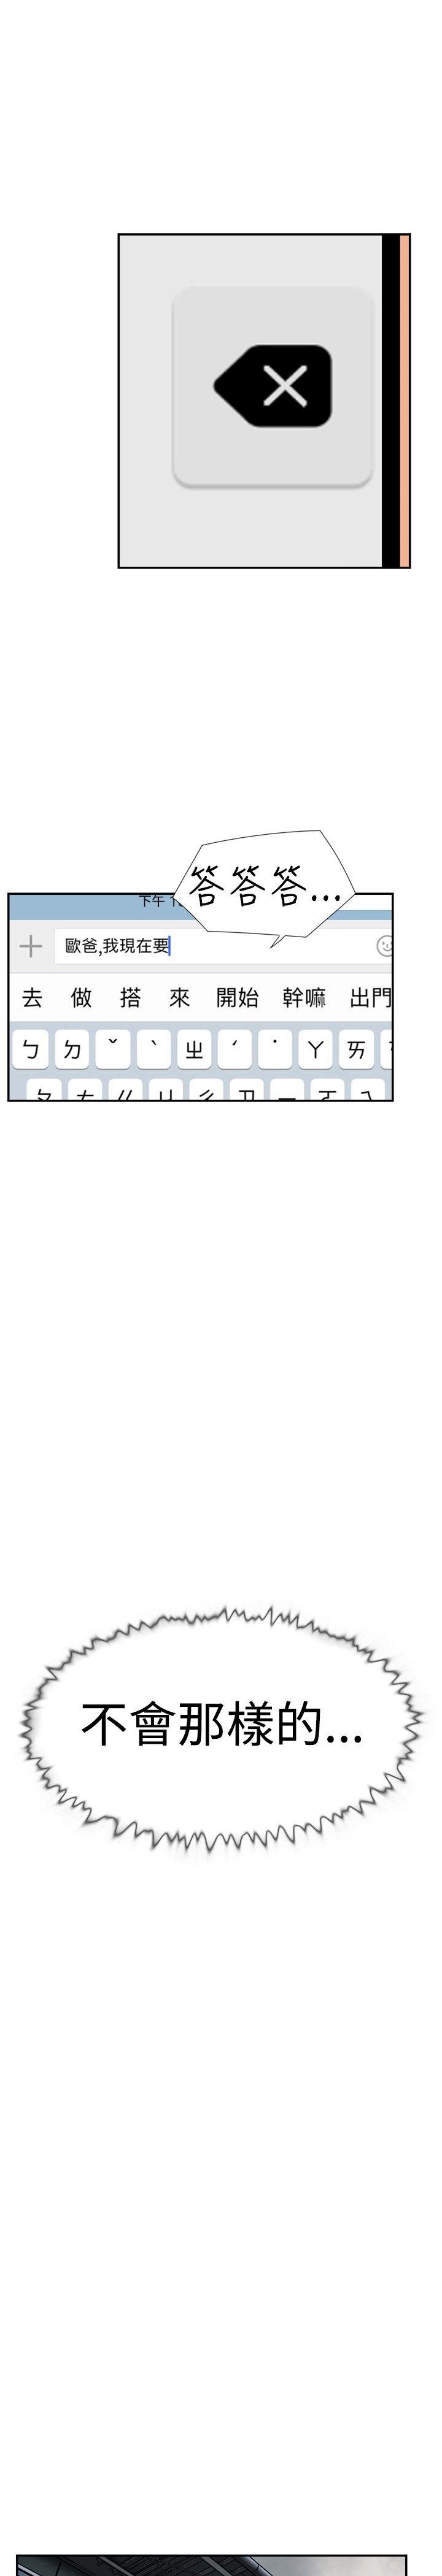 答答答...
下午 1
歐爸,我現在要
去 做 搭 來 開始 幹嘛 出門
ㄅ ㄉ ˇ ˋ ㄓ ˊ ˙ ㄚ ㄞ
ㄆ ㄊ ㄍ ㄐ ㄔ ㄗ ㄧ ㄛ ㄟ
不會那樣的...